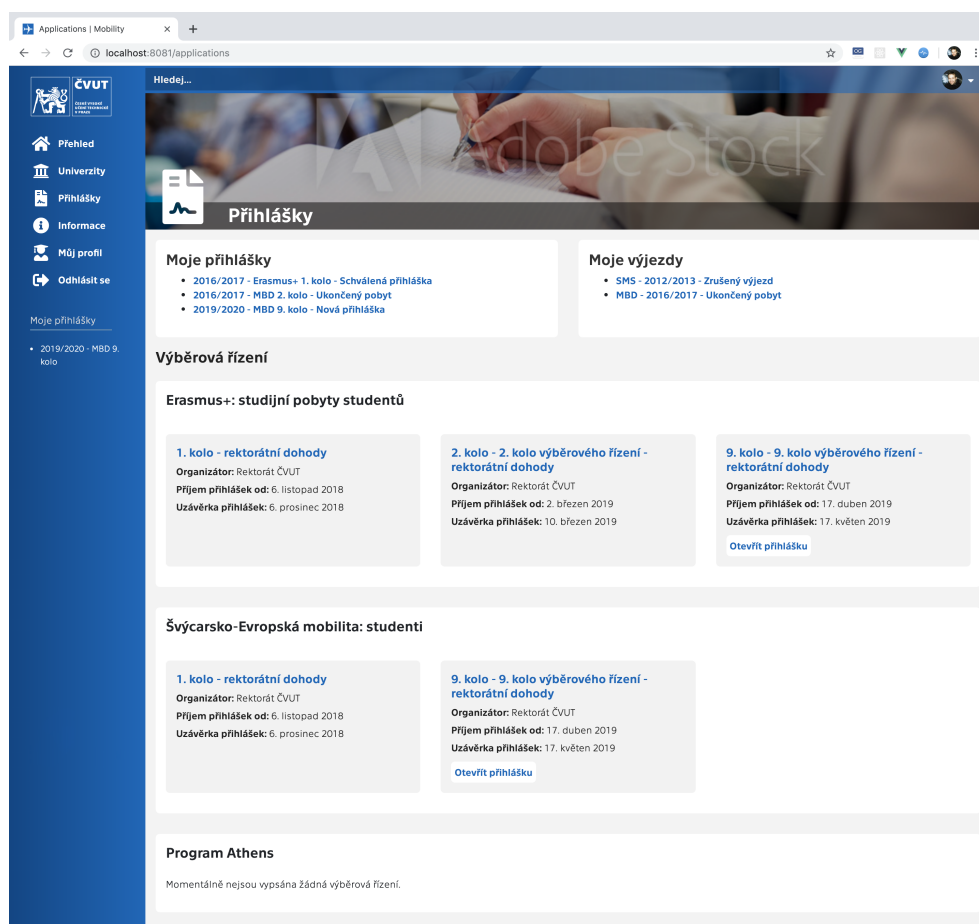 Applications | Mobility
localhost:8081/applications
ČVUT
ČESKÉ VYSOKÉ
UČENÍ TECHNICKÉ
V PRAZE
Hledej...
Adobe Stock
Přehled
Univerzity
Přihlášky
Informace
Můj profil
Odhlásit se
Moje přihlášky
2019/2020 - MBD 9.
kolo
Přihlášky
Moje přihlášky
2016/2017 - Erasmus+ 1. kolo - Schválená přihláška
2016/2017 - MBD 2. kolo - Ukončený pobyt
2019/2020 - MBD 9. kolo - Nová přihláška
Moje výjezdy
SMS - 2012/2013 - Zrušený výjezd
MBD - 2016/2017 - Ukončený pobyt
Výběrová řízení
Erasmus+: studijní pobyty studentů
1. kolo - rektorátní dohody
Organizátor: Rektorát ČVUT
Příjem přihlášek od: 6. listopad 2018
Uzávěrka přihlášek: 6. prosinec 2018
2. kolo - 2. kolo výběrového řízení -
rektorátní dohody
Organizátor: Rektorát ČVUT
Příjem přihlášek od: 2. březen 2019
Uzávěrka přihlášek: 10. březen 2019
9. kolo - 9. kolo výběrového řízení -
rektorátní dohody
Organizátor: Rektorát ČVUT
Příjem přihlášek od: 17. duben 2019
Uzávěrka přihlášek: 17. květen 2019
Otevřít přihlášku
Švýcarsko-Evropská mobilita: studenti
1. kolo - rektorátní dohody
Organizátor: Rektorát ČVUT
Příjem přihlášek od: 6. listopad 2018
Uzávěrka přihlášek: 6. prosinec 2018
9. kolo - 9. kolo výběrového řízení -
rektorátní dohody
Organizátor: Rektorát ČVUT
Příjem přihlášek od: 17. duben 2019
Uzávěrka přihlášek: 17. květen 2019
Otevřít přihlášku
Program Athens
Momentálně nejsou vypsána žádná výběrová řízení.